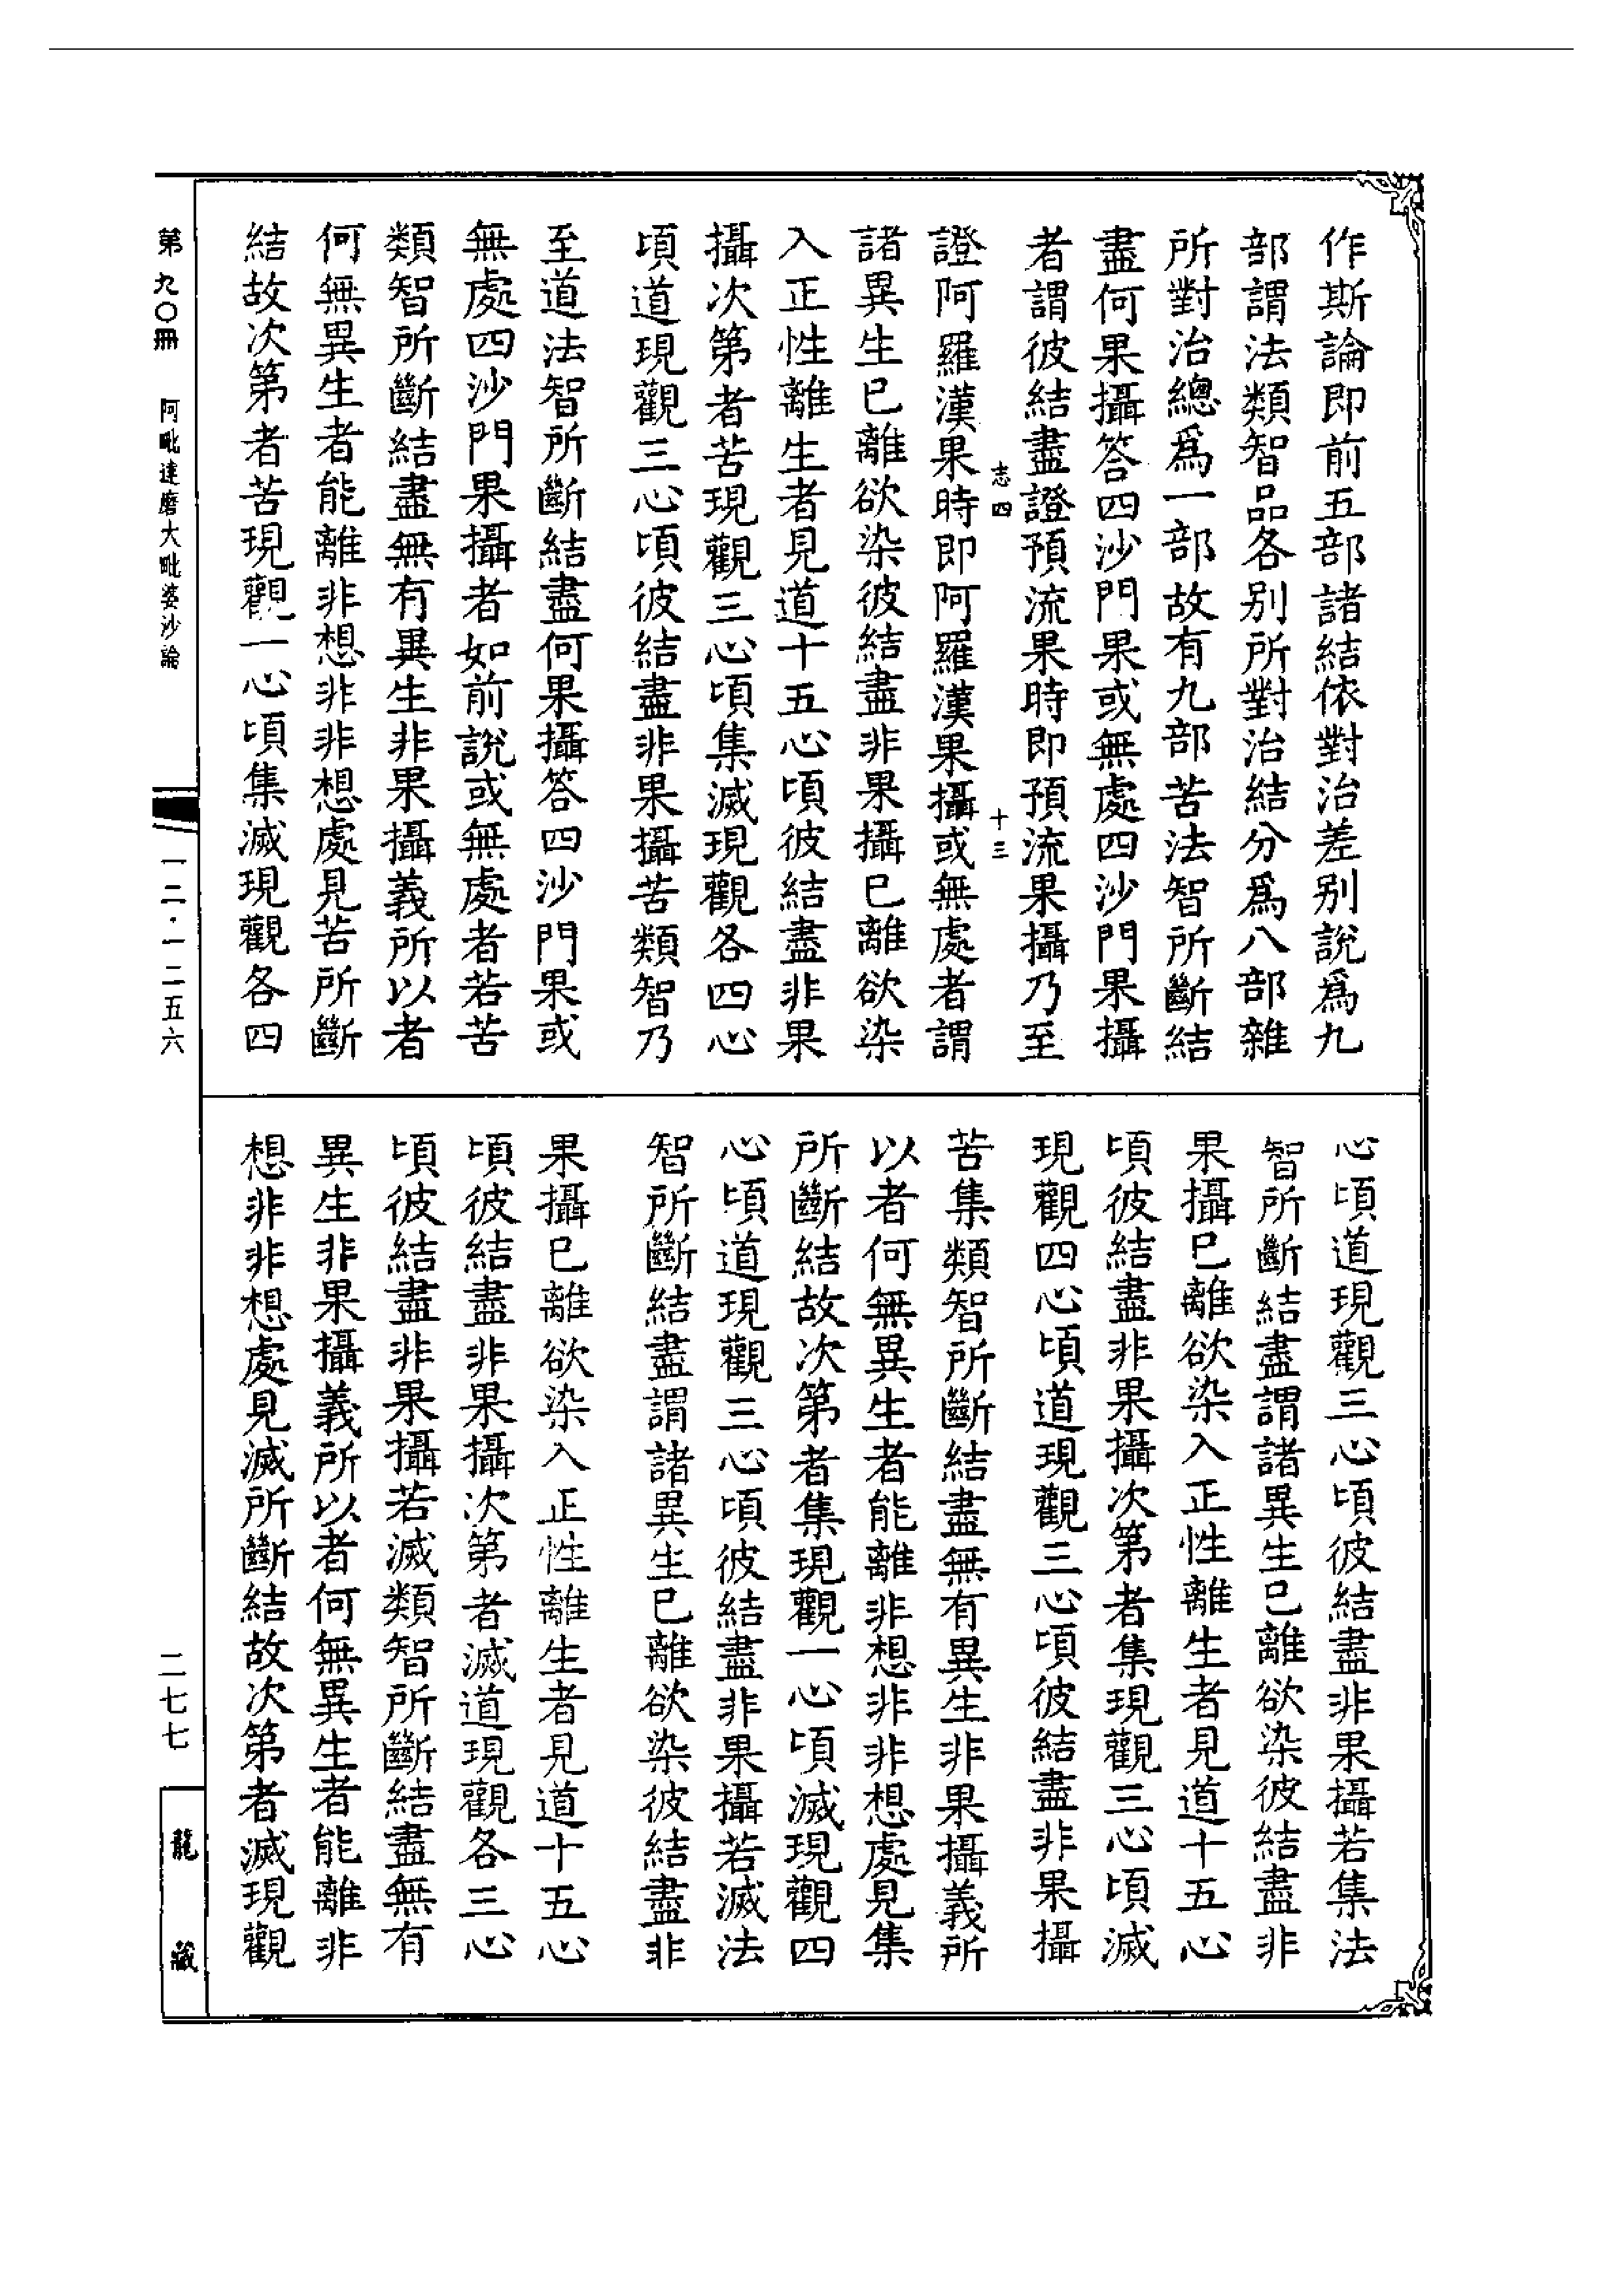 作斯論即前五部諸結依對治差别說爲九
部謂法類智品各别所對治結分爲八部雜
所對治總爲一部故有九部苦法智所斷結
盡何果攝答四沙門果或無處四沙門果攝
者謂彼結盡證預流果時即預流果攝乃至
志四
十三
證阿羅漢果時即阿羅漢果攝或無處者謂
諸異生已離欲染彼結盡非果攝已離欲染
入正性離生者見道十五心頃彼結盡非果
攝次第者苦現觀三心頃集滅現觀各四心
頃道現觀三心頃彼結盡非果攝苦類智乃
至道法智所斷結盡何果攝答四沙門果或
無處四沙門果攝者如前說或無處者若苦
類智所斷結盡無有異生非果攝義所以者
何無異生者能離非想非非想處見苦所斷
結故次第者苦現觀一心頃集滅現觀各四
心頃道現觀三心頃彼結盡非果攝若集法
智所斷結盡謂諸異生已離欲染彼結盡非
果攝已離欲染入正性離生者見道十五心
頃彼結盡非果攝次第者集現觀三心頃滅
現觀四心頃道現觀三心頃彼結盡非果攝
苦集類智所斷結盡無有異生非果攝義所
以者何無異生者能離非想非非想處見集
所斷結故次第者集現觀一心頃滅現觀四
心頃道現觀三心頃彼結盡非果攝若滅法
智所斷結盡謂諸異生已離欲染彼結盡非
果攝已離欲染入正性離生者見道十五心
頃彼結盡非果攝次第者滅道現觀各三心
頃彼結盡非果攝若滅類智所斷結盡無有
異生非果攝義所以者何無異生者能離非
想非非想處見滅所斷結故次第者滅現觀
第九〇冊
阿毗達磨大毗婆沙論
一二·一二五六
二七七
龍藏